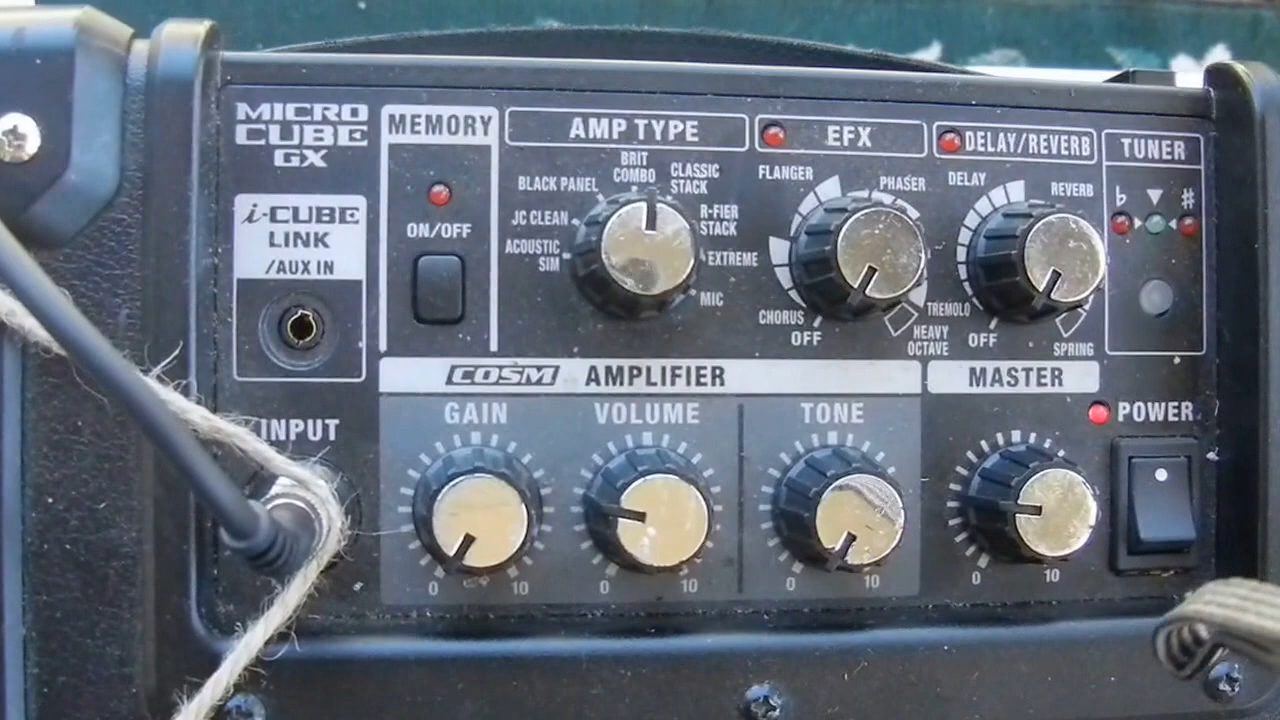 MICRO
CUBE
GX
i-CUBE
LINK
/AUX IN
MEMORY
ON/OFF
AMP TYPE
ACOUSTIC
SIM
JC CLEAN
BLACK PANEL
BRIT
COMBO
CLASSIC
STACK
R-FIER
STACK
EXTREME
MIC
EFX
FLANGER
PHASER
CHORUS
OFF
TREMOLO
HEAVY
OCTAVE
DELAY/REVERB
DELAY
REVERB
OFF
SPRING
TUNER
♭ ♯
COSM AMPLIFIER
MASTER
INPUT
GAIN
0 10
VOLUME
0 10
TONE
0 10
0 10
POWER